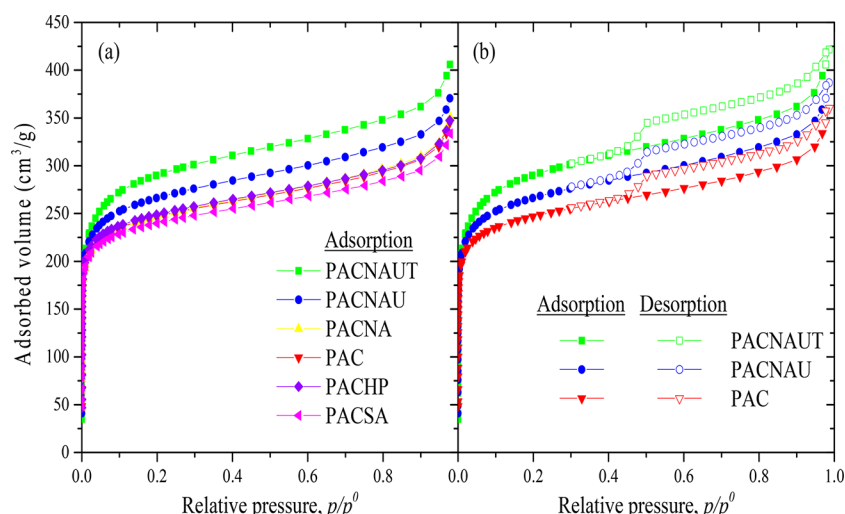 450
400
350
300
250
200
150
100
50
0
Adsorbed volume (cm³/g)
(a)
Adsorption
PACNAUT
PACNAU
PACNA
PAC
PACHP
PACSA
0.0 0.2 0.4 0.6 0.8
Relative pressure, p/p⁰
(b)
Adsorption Desorption
PACNAUT
PACNAU
PAC
0.0 0.2 0.4 0.6 0.8 1.0
Relative pressure, p/p⁰